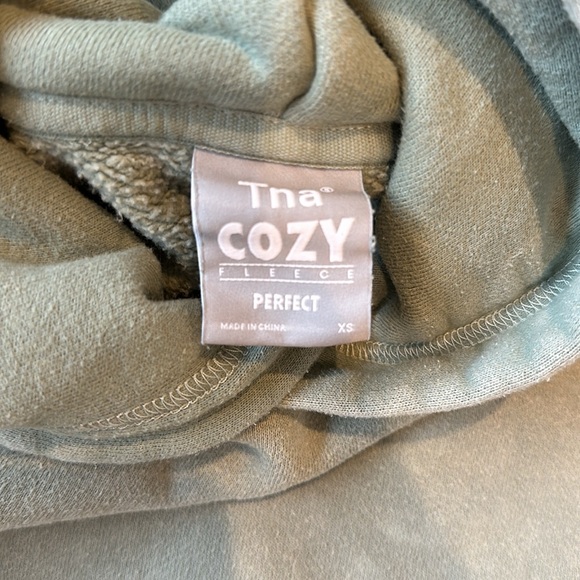 Tna®
COZY
FLEECE
PERFECT
MADE IN CHINA XS